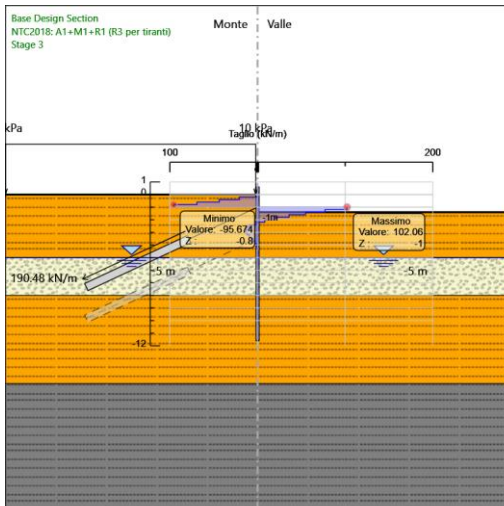 Base Design Section
NTC2018: A1+M1+R1 (R3 per tiranti)
Stage 3
Monte
Valle
kPa
10 kPa
Taglio (kN/m)
100
200
1
0
-1m
Minimo
Valore: -95.674
Z : -0.8
Massimo
Valore: 102.06
Z : -1
190.48 kN/m
-5 m
-5 m
-12